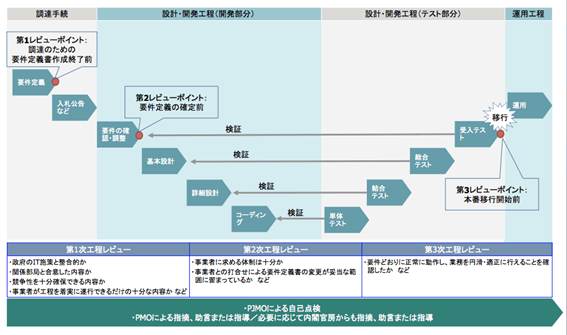 調達手続
設計・開発工程(開発部分)
設計・開発工程(テスト部分)
運用工程
第1レビューポイント:
調達のための
要件定義書作成終了前
要件定義
入札公告
など
第2レビューポイント:
要件定義の確定前
要件の確
認・調整
検証
受入テス
ト
移行
運用
基本設計
検証
総合
テスト
詳細設計
検証
結合
テスト
コーディ
ング
検証
単体
テスト
第3レビューポイント:
本番移行開始前
第1次工程レビュー
第2次工程レビュー
第3次工程レビュー
・政府のIT施策と整合的か
・関係部局と合意した内容か
・競争性を十分確保できる内容か
・事業者が工程を着実に遂行できるだけの十分な内容か など
・事業者に求める体制は十分か
・事業者との打合せによる要件定義書の変更が妥当な範
囲に留まっているか など
・要件どおりに正常に動作し、業務を円滑・適正に行えることを確
認したか など
・PJMOによる自己点検
・PMOによる指摘、助言または指導/必要に応じて内閣官房からも指摘、助言または指導